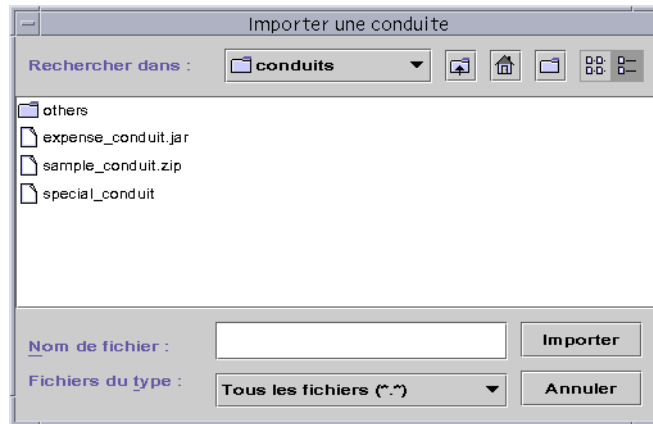 Importer une conduite
Rechercher dans : conduits
others
expense_conduit.jar
sample_conduit.zip
special_conduit
Nom de fichier : Importer
Fichiers du type : Tous les fichiers (*.*) Annuler